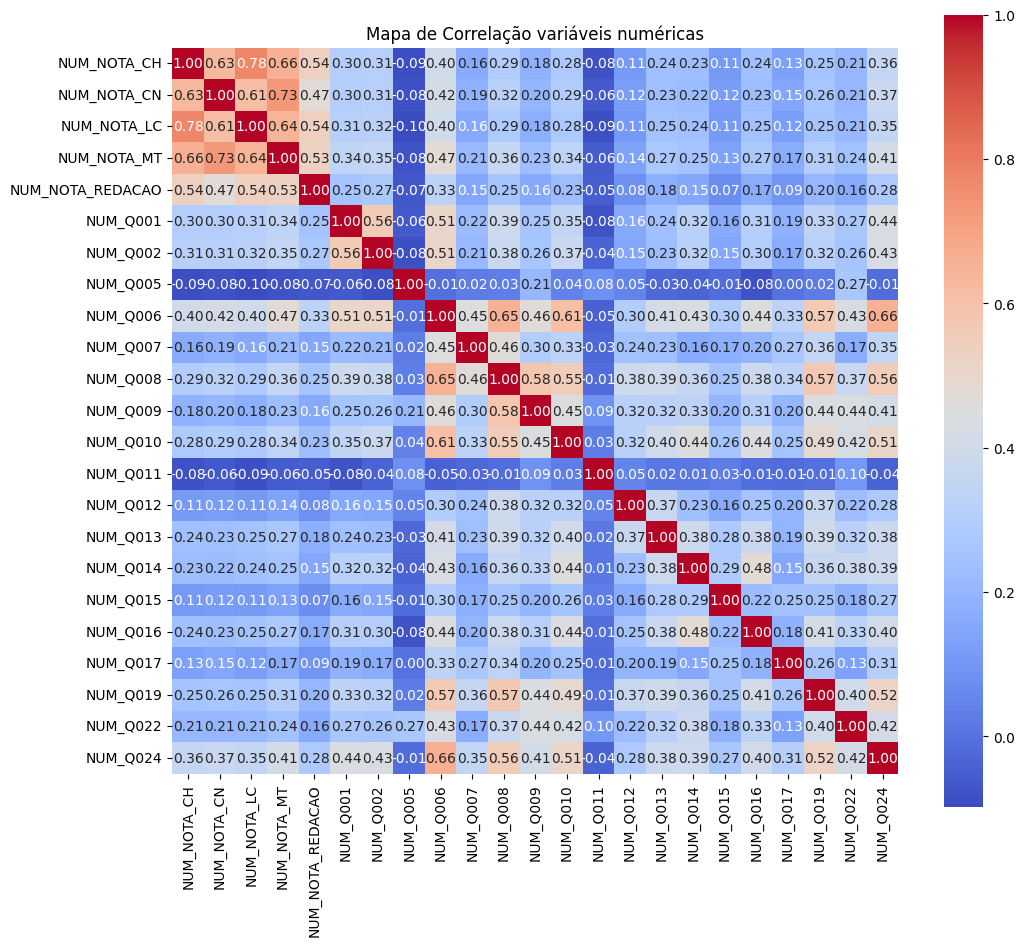 Mapa de Correlação variáveis numéricas
NUM_NOTA_CH 1.00 0.63 0.78 0.66 0.54 0.30 0.31 -0.09 0.40 0.16 0.29 0.18 0.28 -0.08 0.11 0.24 0.23 0.11 0.24 0.13 0.25 0.21 0.36
NUM_NOTA_CN 0.63 1.00 0.61 0.73 0.47 0.30 0.31 -0.08 0.42 0.19 0.32 0.20 0.29 -0.06 0.12 0.23 0.22 0.12 0.23 0.15 0.26 0.21 0.37
NUM_NOTA_LC 0.78 0.61 1.00 0.64 0.54 0.31 0.32 -0.10 0.40 0.16 0.29 0.18 0.28 -0.09 0.11 0.25 0.24 0.11 0.25 0.12 0.25 0.21 0.35
NUM_NOTA_MT 0.66 0.73 0.64 1.00 0.53 0.34 0.35 -0.08 0.47 0.21 0.36 0.23 0.34 -0.06 0.14 0.27 0.25 0.13 0.27 0.17 0.31 0.24 0.41
NUM_NOTA_REDACAO 0.54 0.47 0.54 0.53 1.00 0.25 0.27 -0.07 0.33 0.15 0.25 0.16 0.23 -0.05 0.08 0.18 0.15 0.07 0.17 0.09 0.20 0.16 0.28
NUM_Q001 0.30 0.30 0.31 0.34 0.25 1.00 0.56 -0.06 0.51 0.22 0.39 0.25 0.35 -0.08 0.16 0.24 0.32 0.16 0.31 0.19 0.33 0.27 0.44
NUM_Q002 0.31 0.31 0.32 0.35 0.27 0.56 1.00 -0.08 0.51 0.21 0.38 0.26 0.37 -0.04 0.15 0.23 0.32 0.15 0.30 0.17 0.32 0.26 0.43
NUM_Q005 -0.09 -0.08 -0.10 -0.08 -0.07 -0.06 -0.08 1.00 -0.01 0.02 0.03 0.21 0.04 0.08 0.05 -0.03 -0.04 -0.01 -0.08 0.00 0.02 0.27 -0.01
NUM_Q006 0.40 0.42 0.40 0.47 0.33 0.51 0.51 -0.01 1.00 0.45 0.65 0.46 0.61 -0.05 0.30 0.41 0.43 0.30 0.44 0.33 0.57 0.43 0.66
NUM_Q007 0.16 0.19 0.16 0.21 0.15 0.22 0.21 0.02 0.45 1.00 0.46 0.30 0.33 -0.03 0.24 0.23 0.16 0.17 0.20 0.27 0.36 0.17 0.35
NUM_Q008 0.29 0.32 0.29 0.36 0.25 0.39 0.38 0.03 0.65 0.46 1.00 0.58 0.55 -0.01 0.38 0.39 0.36 0.25 0.38 0.34 0.57 0.37 0.56
NUM_Q009 0.18 0.20 0.18 0.23 0.16 0.25 0.26 0.21 0.46 0.30 0.58 1.00 0.45 0.09 0.32 0.32 0.33 0.20 0.31 0.20 0.44 0.44 0.41
NUM_Q010 0.28 0.29 0.28 0.34 0.23 0.35 0.37 0.04 0.61 0.33 0.55 0.45 1.00 0.03 0.32 0.40 0.44 0.26 0.44 0.25 0.49 0.42 0.51
NUM_Q011 -0.08 -0.06 -0.09 -0.06 -0.05 -0.08 -0.04 0.08 -0.05 -0.03 -0.01 0.09 0.03 1.00 0.05 0.02 0.01 0.03 -0.01 -0.01 -0.01 0.10 -0.04
NUM_Q012 0.11 0.12 0.11 0.14 0.08 0.16 0.15 0.05 0.30 0.24 0.38 0.32 0.32 0.05 1.00 0.37 0.23 0.16 0.25 0.20 0.37 0.22 0.28
NUM_Q013 0.24 0.23 0.25 0.27 0.18 0.24 0.23 -0.03 0.41 0.23 0.39 0.32 0.40 0.02 0.37 1.00 0.38 0.28 0.38 0.19 0.39 0.32 0.38
NUM_Q014 0.23 0.22 0.24 0.25 0.15 0.32 0.32 -0.04 0.43 0.16 0.36 0.33 0.44 0.01 0.23 0.38 1.00 0.29 0.48 0.15 0.36 0.38 0.39
NUM_Q015 0.11 0.12 0.11 0.13 0.07 0.16 0.15 -0.01 0.30 0.17 0.25 0.20 0.26 0.03 0.16 0.28 0.29 1.00 0.22 0.25 0.25 0.18 0.27
NUM_Q016 0.24 0.23 0.25 0.27 0.17 0.31 0.30 -0.08 0.44 0.20 0.38 0.31 0.44 -0.01 0.25 0.38 0.48 0.22 1.00 0.18 0.41 0.33 0.40
NUM_Q017 0.13 0.15 0.12 0.17 0.09 0.19 0.17 0.00 0.33 0.27 0.34 0.20 0.25 -0.01 0.20 0.19 0.15 0.25 0.18 1.00 0.26 0.13 0.31
NUM_Q019 0.25 0.26 0.25 0.31 0.20 0.33 0.32 0.02 0.57 0.36 0.57 0.44 0.49 -0.01 0.37 0.39 0.36 0.25 0.41 0.26 1.00 0.40 0.52
NUM_Q022 0.21 0.21 0.21 0.24 0.16 0.27 0.26 0.27 0.43 0.17 0.37 0.44 0.42 0.10 0.22 0.32 0.38 0.18 0.33 0.13 0.40 1.00 0.42
NUM_Q024 0.36 0.37 0.35 0.41 0.28 0.44 0.43 -0.01 0.66 0.35 0.56 0.41 0.51 -0.04 0.28 0.38 0.39 0.27 0.40 0.31 0.52 0.42 1.00
NUM_NOTA_CH
NUM_NOTA_CN
NUM_NOTA_LC
NUM_NOTA_MT
NUM_NOTA_REDACAO
NUM_Q001
NUM_Q002
NUM_Q005
NUM_Q006
NUM_Q007
NUM_Q008
NUM_Q009
NUM_Q010
NUM_Q011
NUM_Q012
NUM_Q013
NUM_Q014
NUM_Q015
NUM_Q016
NUM_Q017
NUM_Q019
NUM_Q022
NUM_Q024
1.0
0.8
0.6
0.4
0.2
0.0